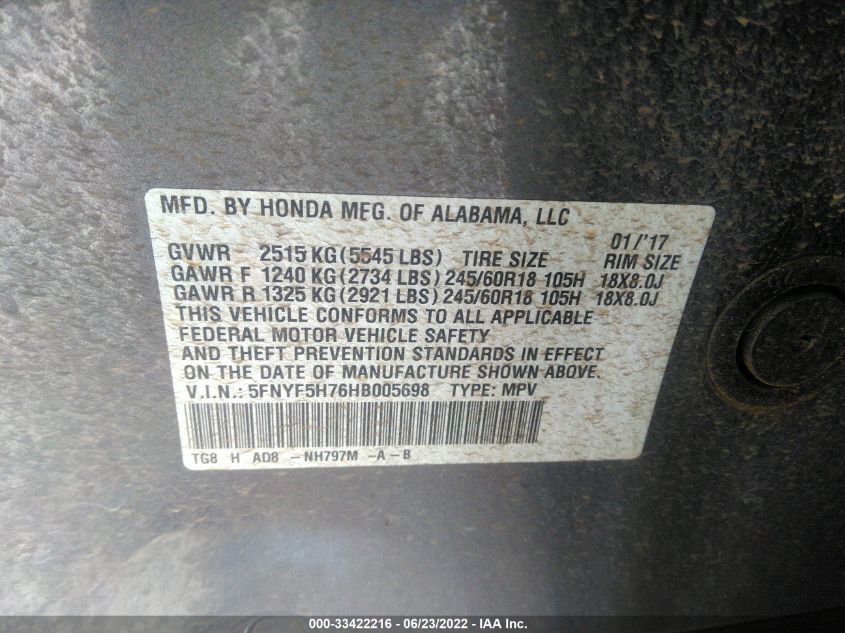 MFD. BY HONDA MFG. OF ALABAMA, LLC
01/'17
GVWR 2515 KG (5545 LBS) TIRE SIZE RIM SIZE
GAWR F 1240 KG (2734 LBS) 245/60R18 105H 18X8.0J
GAWR R 1325 KG (2921 LBS) 245/60R18 105H 18X8.0J
THIS VEHICLE CONFORMS TO ALL APPLICABLE
FEDERAL MOTOR VEHICLE SAFETY
AND THEFT PREVENTION STANDARDS IN EFFECT
ON THE DATE OF MANUFACTURE SHOWN ABOVE.
V.I.N.: 5FNYF5H76HB005698 TYPE: MPV
TG8 H AD8 -NH797M -A -B
000-33422216 - 06/23/2022 - IAA Inc.